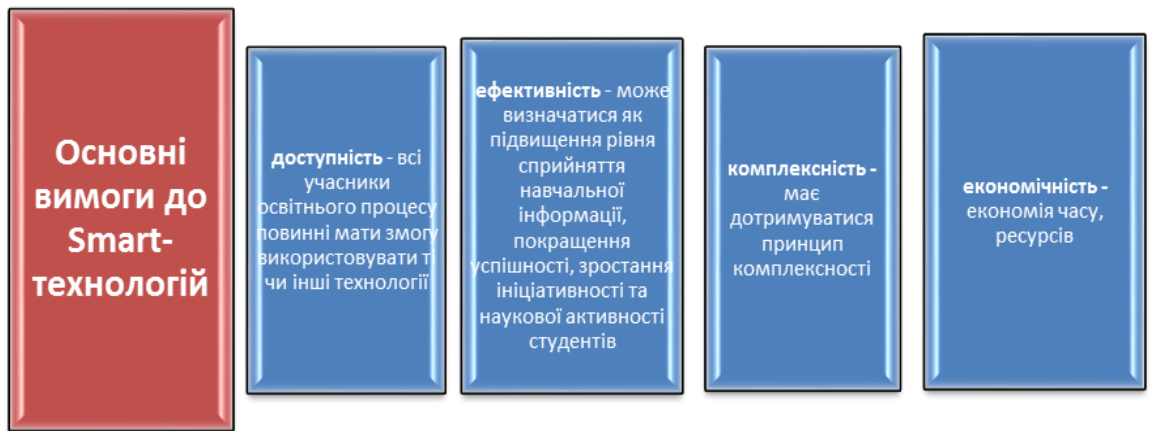 Основні
вимоги до
Smart-
технологій
доступність - всі
учасники
освітнього процесу
повинні мати змогу
використовувати ті
чи інші технології
ефективність - може
визначатися як
підвищення рівня
сприйняття
навчальної
інформації,
покращення
успішності, зростання
ініціативності та
наукової активності
студентів
комплексність -
має
дотримуватися
принцип
комплексності
економічність -
економія часу,
ресурсів